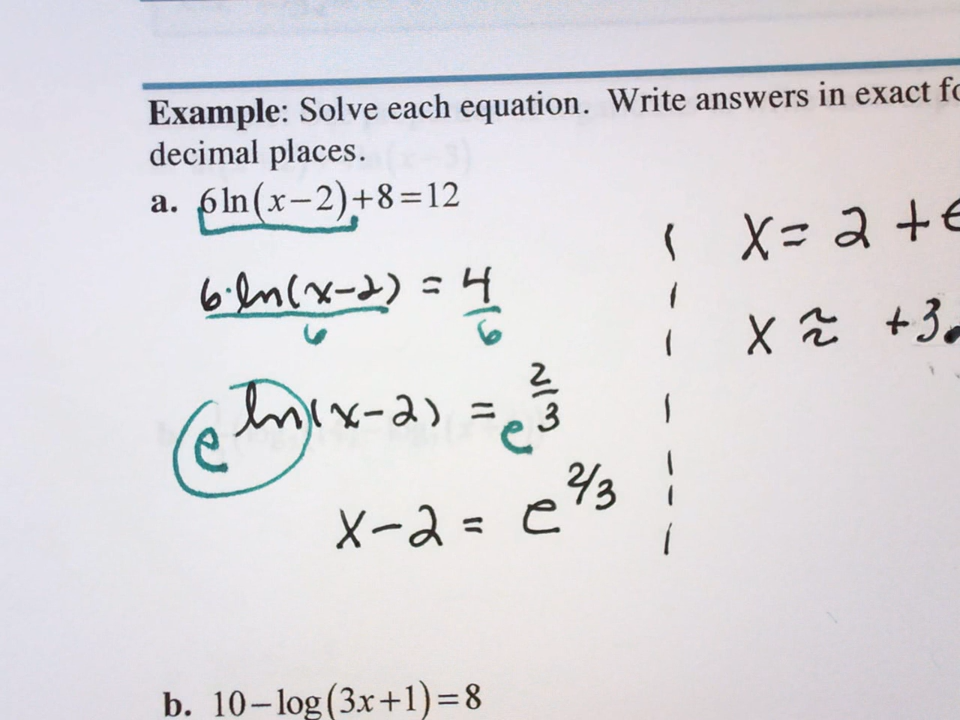 Example: Solve each equation. Write answers in exact fo
decimal places.
a. 6ln(x−2)+8=12
6·ln(x−2) = 4
6 6
e^ln(x−2) = e^2/3
x−2 = e^2/3
x = 2 + e
x ≈ +3.
b. 10−log(3x+1)=8